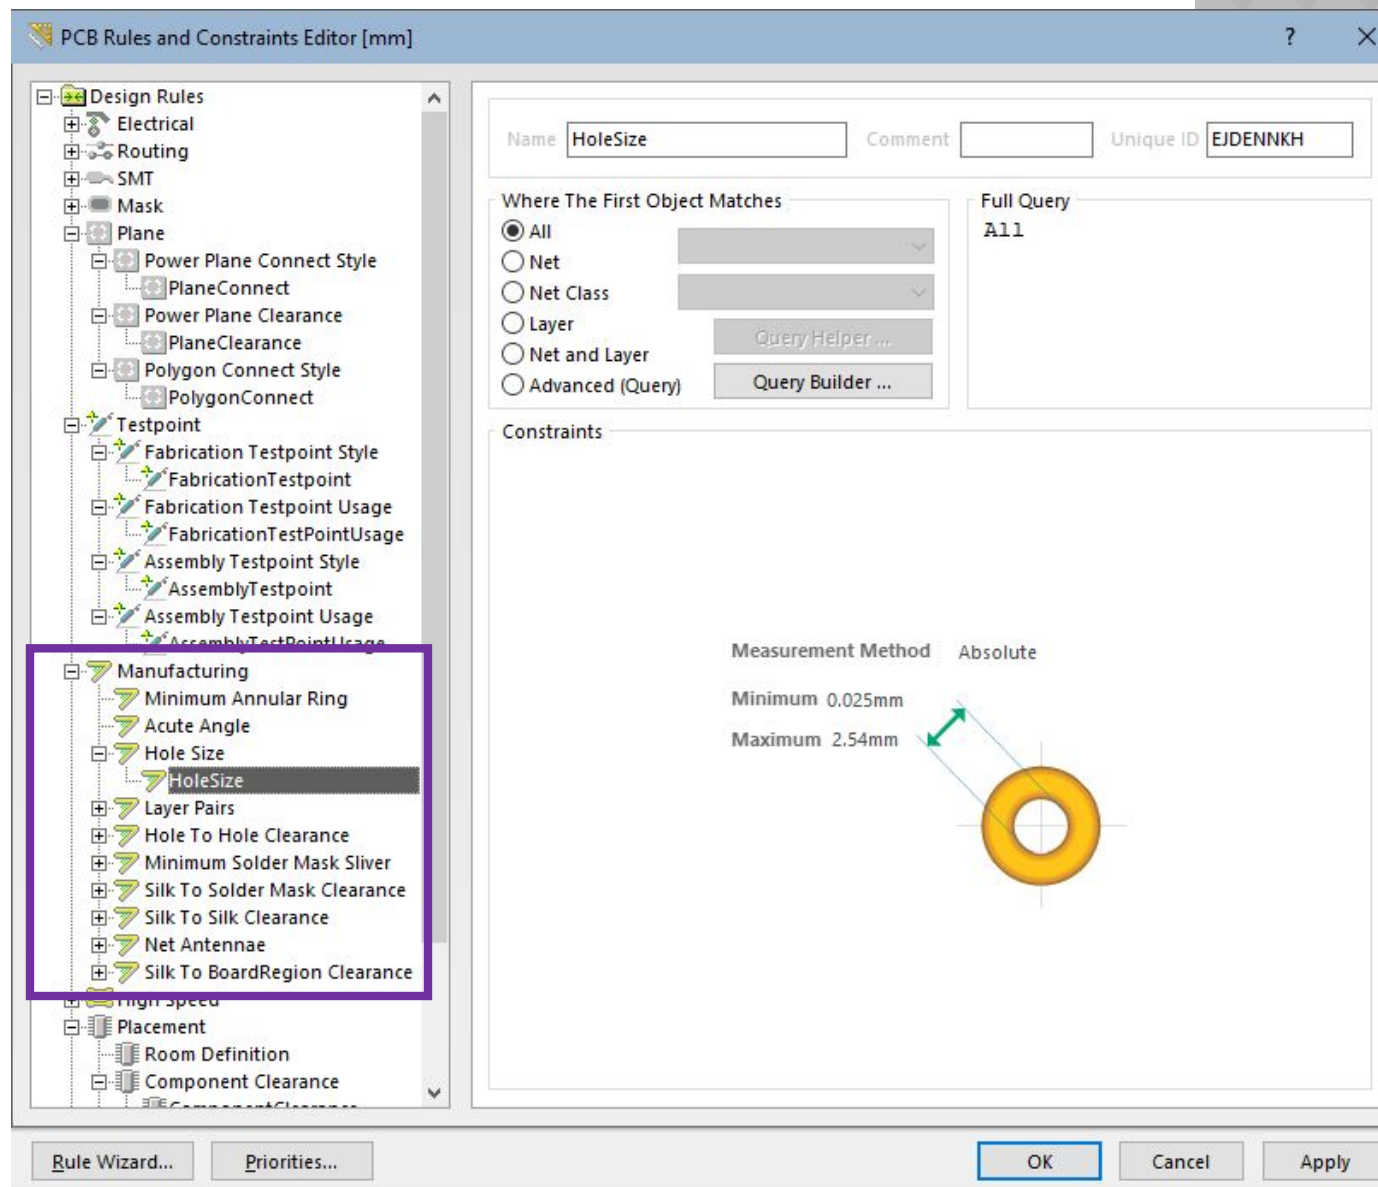 PCB Rules and Constraints Editor [mm]
?
Design Rules
Electrical
Routing
SMT
Mask
Plane
Power Plane Connect Style
PlaneConnect
Power Plane Clearance
PlaneClearance
Polygon Connect Style
PolygonConnect
Testpoint
Fabrication Testpoint Style
FabricationTestpoint
Fabrication Testpoint Usage
FabricationTestPointUsage
Assembly Testpoint Style
AssemblyTestpoint
Assembly Testpoint Usage
AssemblyTestPointUsage
Manufacturing
Minimum Annular Ring
Acute Angle
Hole Size
HoleSize
Layer Pairs
Hole To Hole Clearance
Minimum Solder Mask Sliver
Silk To Solder Mask Clearance
Silk To Silk Clearance
Net Antennae
Silk To BoardRegion Clearance
High Speed
Placement
Room Definition
Component Clearance
ComponentClearance
Name HoleSize Comment Unique ID EJDENNKH
Where The First Object Matches
All
Net
Net Class
Layer
Net and Layer
Advanced (Query)
Query Helper ...
Query Builder ...
Full Query
All
Constraints
Measurement Method Absolute
Minimum 0.025mm
Maximum 2.54mm
Rule Wizard... Priorities... OK Cancel Apply